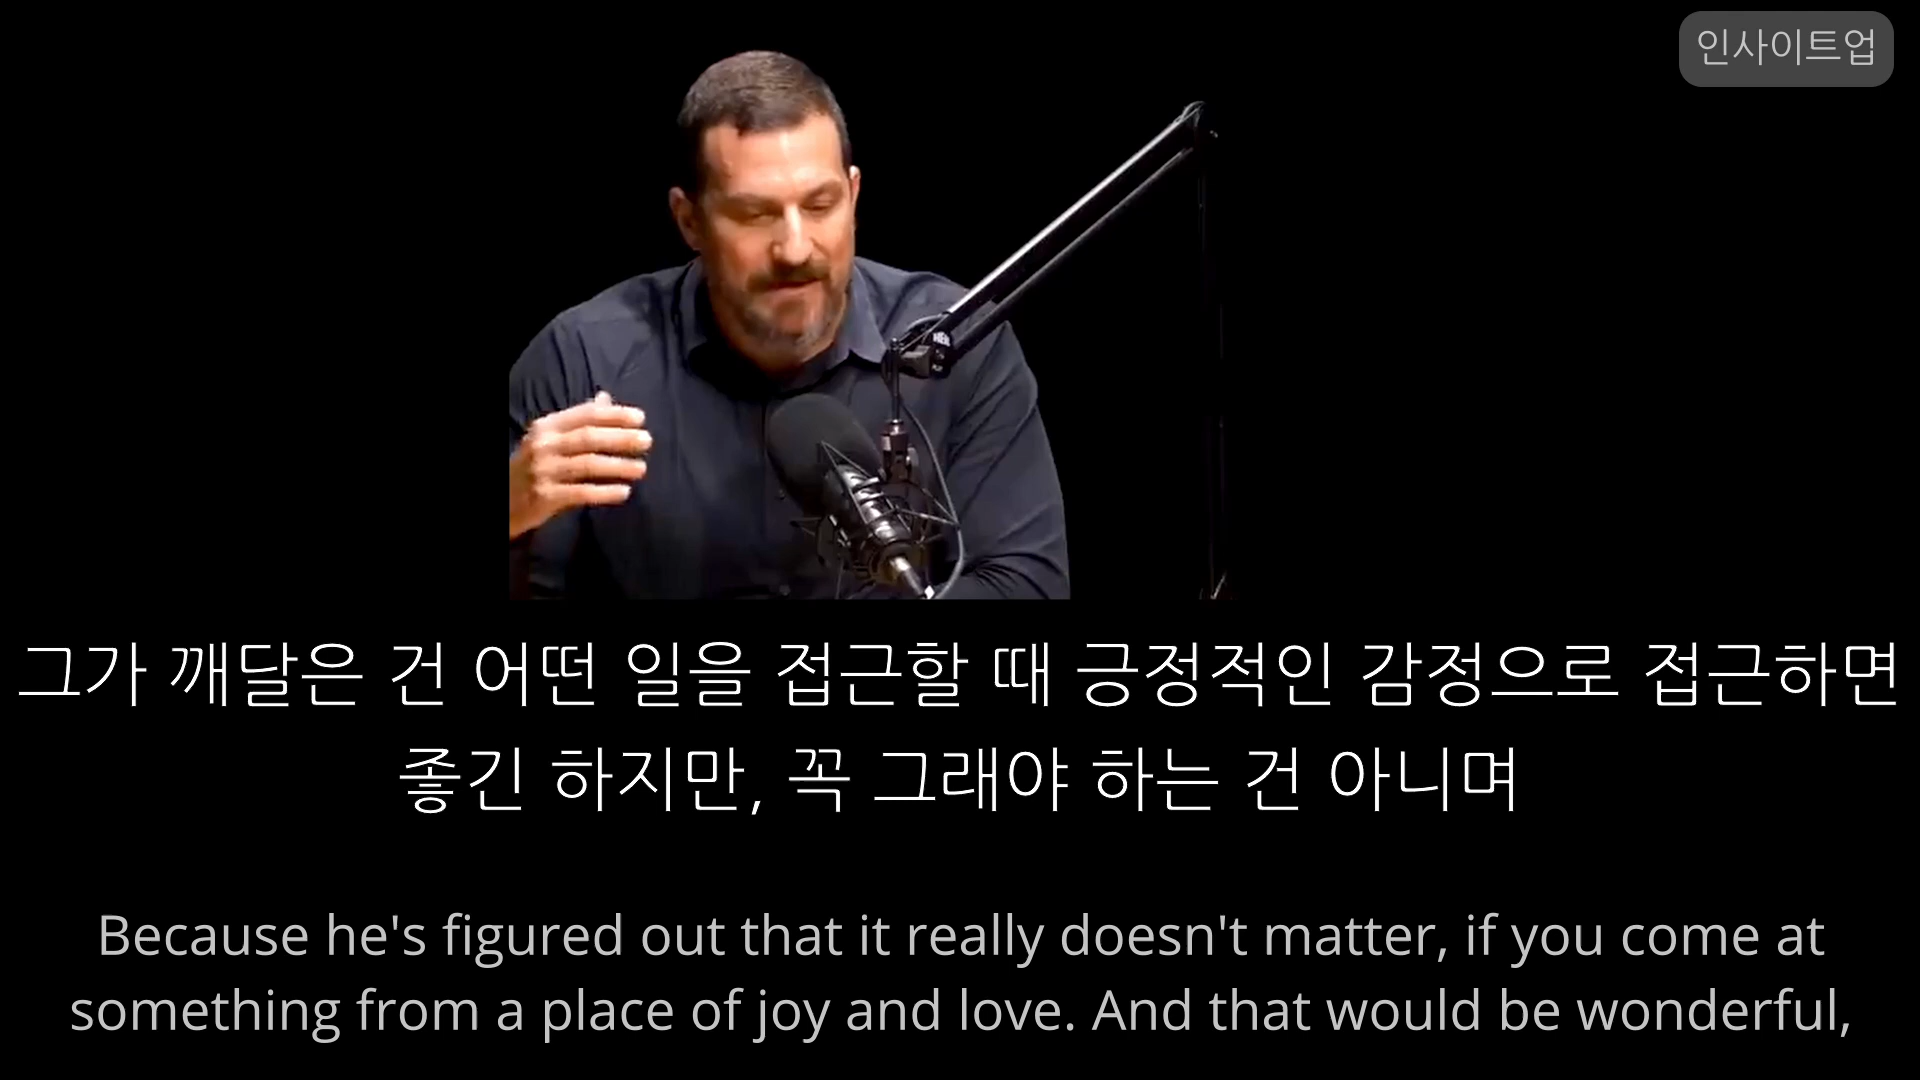 인사이트업
그가 깨달은 건 어떤 일을 접근할 때 긍정적인 감정으로 접근하면
좋긴 하지만, 꼭 그래야 하는 건 아니며
Because he's figured out that it really doesn't matter, if you come at
something from a place of joy and love. And that would be wonderful,